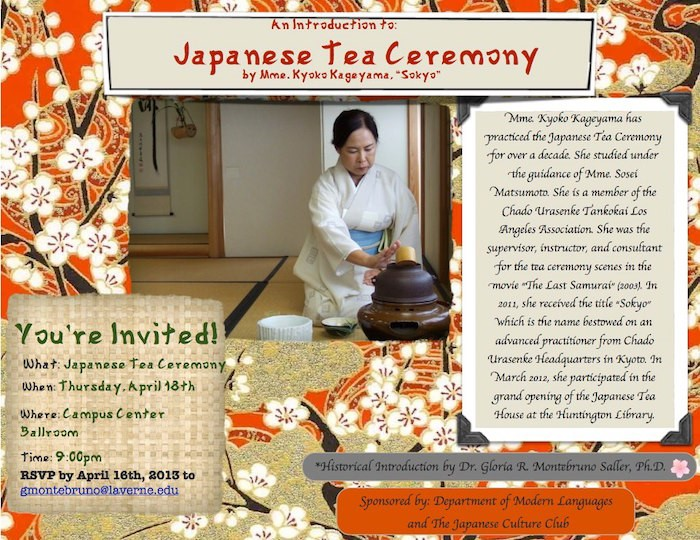 An Introduction to:
Japanese Tea Ceremony
by Mme. Kyoko Kageyama, "Sokyo"
Mme. Kyoko Kageyama has
practiced the Japanese Tea Ceremony
for over a decade. She studied under
the guidance of Mme. Sosei
Matsumoto. She is a member of the
Chado Urasenke Tankokai Los
Angeles Association. She was the
supervisor, instructor, and consultant
for the tea ceremony scenes in the
movie "The Last Samurai" (2003). In
2011, she received the title "Sokyo"
which is the name bestowed on an
advanced practitioner from Chado
Urasenke Headquarters in Kyoto. In
March 2012, she participated in the
grand opening of the Japanese Tea
House at the Huntington Library.
You're Invited!
What: Japanese Tea Ceremony
When: Thursday, April 18th
Where: Campus Center
Ballroom
Time: 9:00pm
RSVP by April 16th, 2013 to
gmontebruno@laverne.edu
*Historical Introduction by Dr. Gloria R. Montebruno Saller, Ph.D.
Sponsored by: Department of Modern Languages
and The Japanese Culture Club